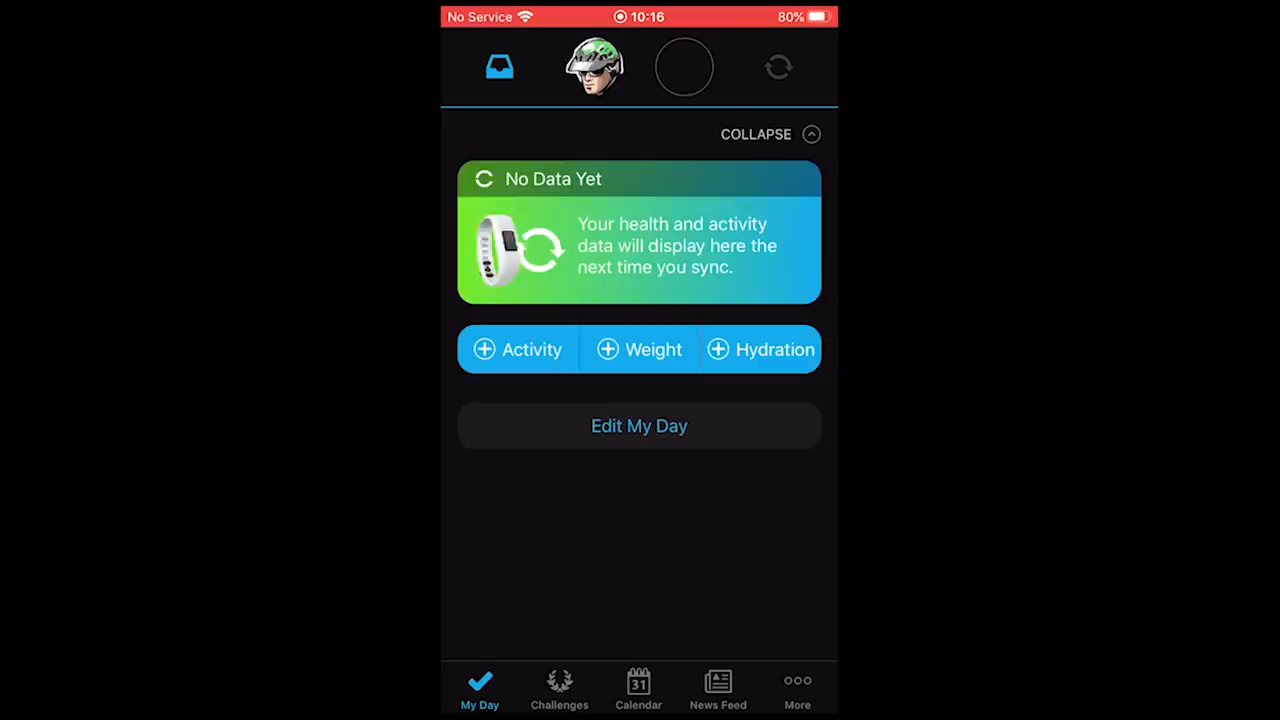 No Service 10:16 80%
COLLAPSE
No Data Yet
Your health and activity
data will display here the
next time you sync.
Activity Weight Hydration
Edit My Day
31
My Day Challenges Calendar News Feed More